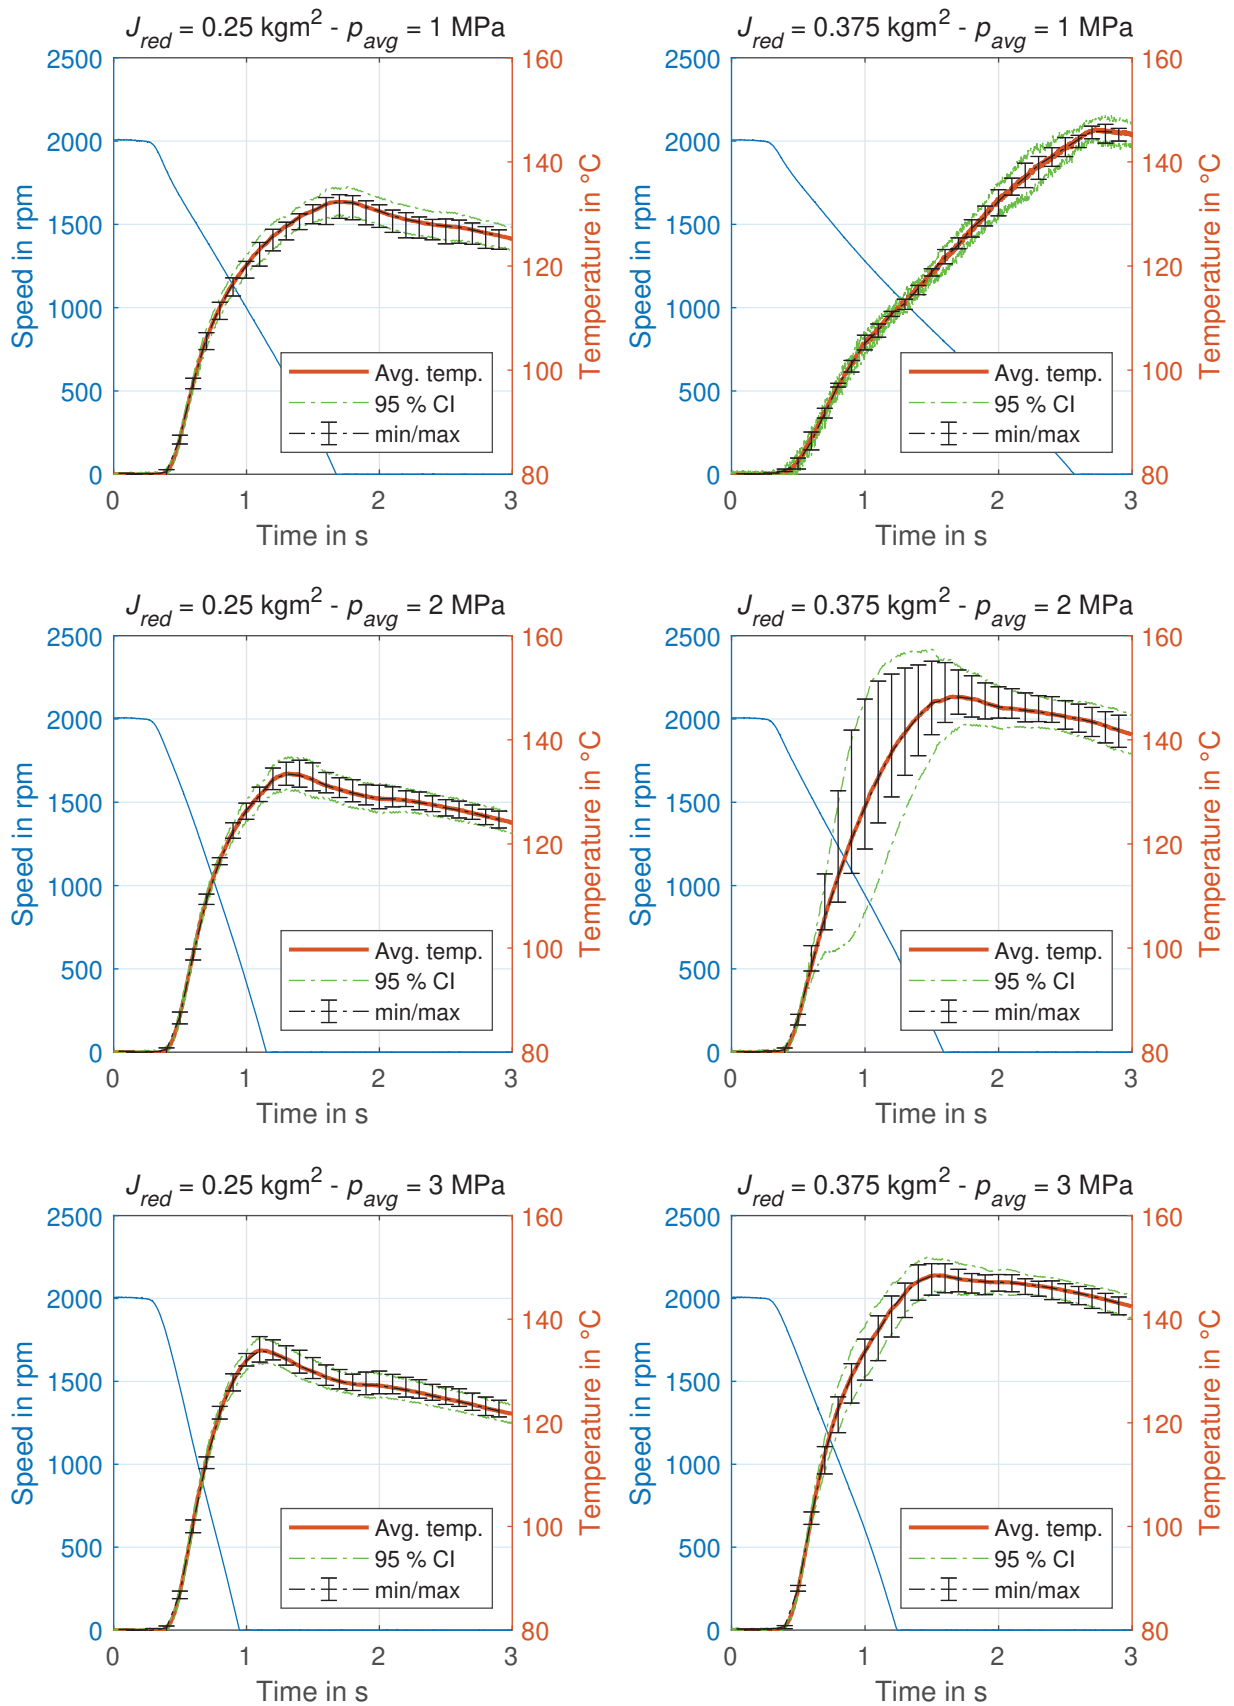 J_red = 0.25 kgm² - p_avg = 1 MPa
2500
2000
1500
1000
500
0
Speed in rpm
160
140
120
100
80
Temperature in °C
Avg. temp.
95 % CI
min/max
0 1 2 3
Time in s
J_red = 0.375 kgm² - p_avg = 1 MPa
2500
2000
1500
1000
500
0
Speed in rpm
160
140
120
100
80
Temperature in °C
Avg. temp.
95 % CI
min/max
0 1 2 3
Time in s
J_red = 0.25 kgm² - p_avg = 2 MPa
2500
2000
1500
1000
500
0
Speed in rpm
160
140
120
100
80
Temperature in °C
Avg. temp.
95 % CI
min/max
0 1 2 3
Time in s
J_red = 0.375 kgm² - p_avg = 2 MPa
2500
2000
1500
1000
500
0
Speed in rpm
160
140
120
100
80
Temperature in °C
Avg. temp.
95 % CI
min/max
0 1 2 3
Time in s
J_red = 0.25 kgm² - p_avg = 3 MPa
2500
2000
1500
1000
500
0
Speed in rpm
160
140
120
100
80
Temperature in °C
Avg. temp.
95 % CI
min/max
0 1 2 3
Time in s
J_red = 0.375 kgm² - p_avg = 3 MPa
2500
2000
1500
1000
500
0
Speed in rpm
160
140
120
100
80
Temperature in °C
Avg. temp.
95 % CI
min/max
0 1 2 3
Time in s